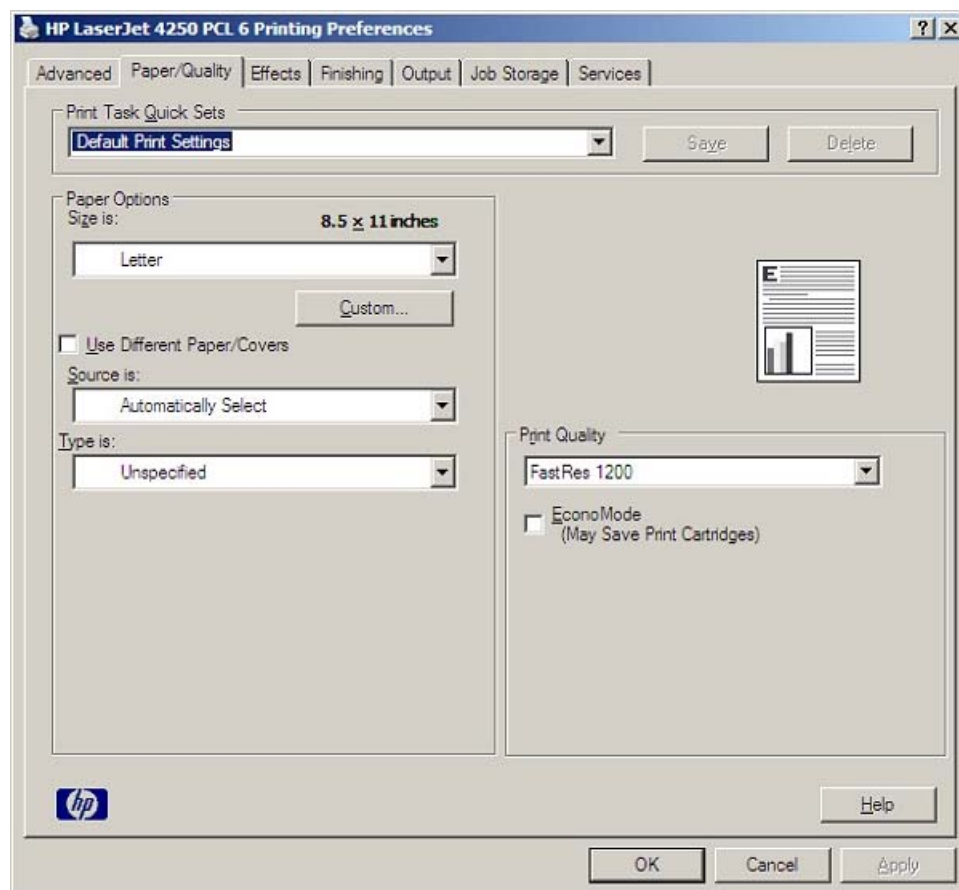 HP LaserJet 4250 PCL 6 Printing Preferences
Advanced
Paper/Quality
Effects
Finishing
Output
Job Storage
Services
Print Task Quick Sets
Default Print Settings
Save
Delete
Paper Options
Size is:
8.5 × 11 inches
Letter
Custom...
E
Use Different Paper/Covers
Source is:
Automatically Select
Type is:
Unspecified
Print Quality
FastRes 1200
EconoMode
(May Save Print Cartridges)
hp
Help
OK
Cancel
Apply